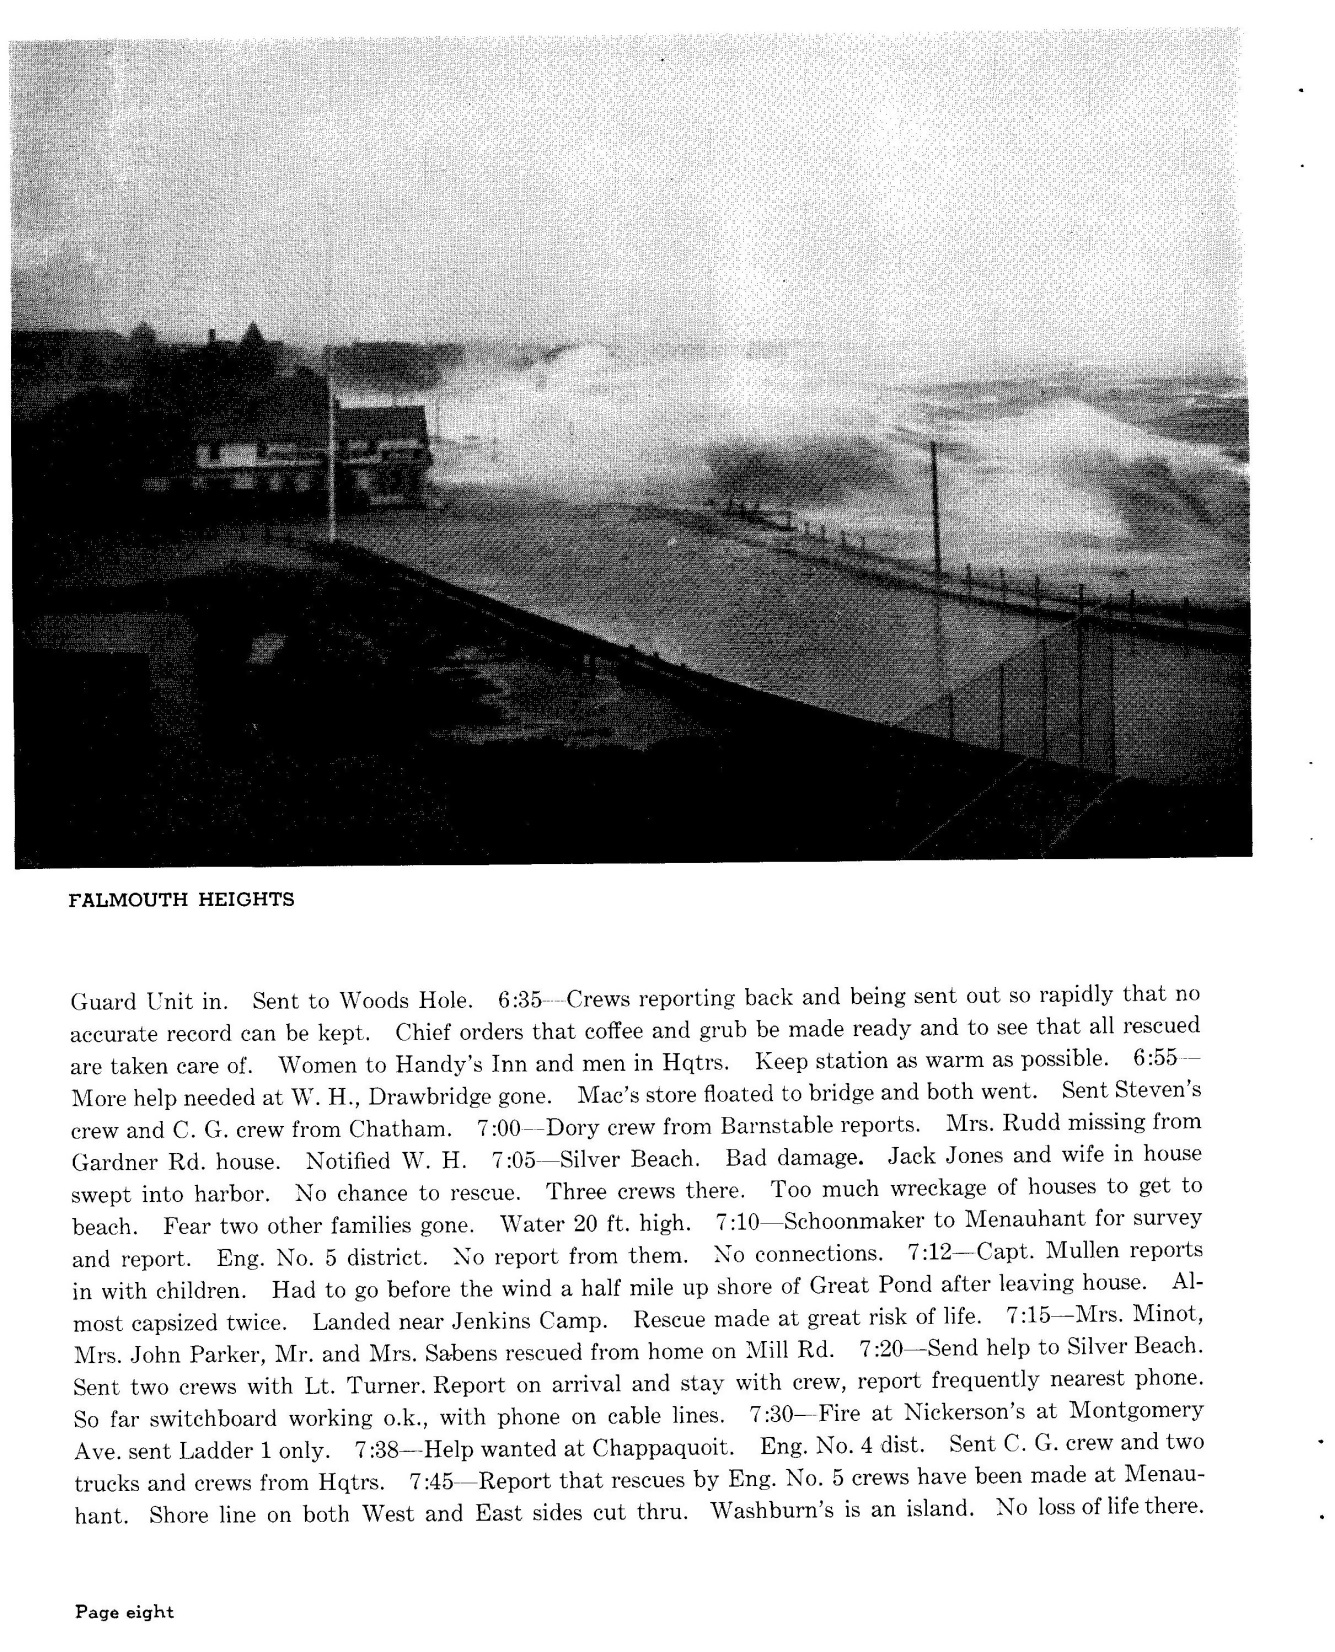 FALMOUTH HEIGHTS
Guard Unit in. Sent to Woods Hole. 6:35—Crews reporting back and being sent out so rapidly that no
accurate record can be kept. Chief orders that coffee and grub be made ready and to see that all rescued
are taken care of. Women to Handy's Inn and men in Hqtrs. Keep station as warm as possible. 6:55—
More help needed at W. H., Drawbridge gone. Mac's store floated to bridge and both went. Sent Steven's
crew and C. G. crew from Chatham. 7:00—Dory crew from Barnstable reports. Mrs. Rudd missing from
Gardner Rd. house. Notified W. H. 7:05—Silver Beach. Bad damage. Jack Jones and wife in house
swept into harbor. No chance to rescue. Three crews there. Too much wreckage of houses to get to
beach. Fear two other families gone. Water 20 ft. high. 7:10—Schoonmaker to Menauhant for survey
and report. Eng. No. 5 district. No report from them. No connections. 7:12—Capt. Mullen reports
in with children. Had to go before the wind a half mile up shore of Great Pond after leaving house. Al-
most capsized twice. Landed near Jenkins Camp. Rescue made at great risk of life. 7:15—Mrs. Minot,
Mrs. John Parker, Mr. and Mrs. Sabens rescued from home on Mill Rd. 7:20—Send help to Silver Beach.
Sent two crews with Lt. Turner. Report on arrival and stay with crew, report frequently nearest phone.
So far switchboard working o.k., with phone on cable lines. 7:30—Fire at Nickerson's at Montgomery
Ave. sent Ladder 1 only. 7:38—Help wanted at Chappaquoit. Eng. No. 4 dist. Sent C. G. crew and two
trucks and crews from Hqtrs. 7:45—Report that rescues by Eng. No. 5 crews have been made at Menau-
hant. Shore line on both West and East sides cut thru. Washburn's is an island. No loss of life there.
Page eight